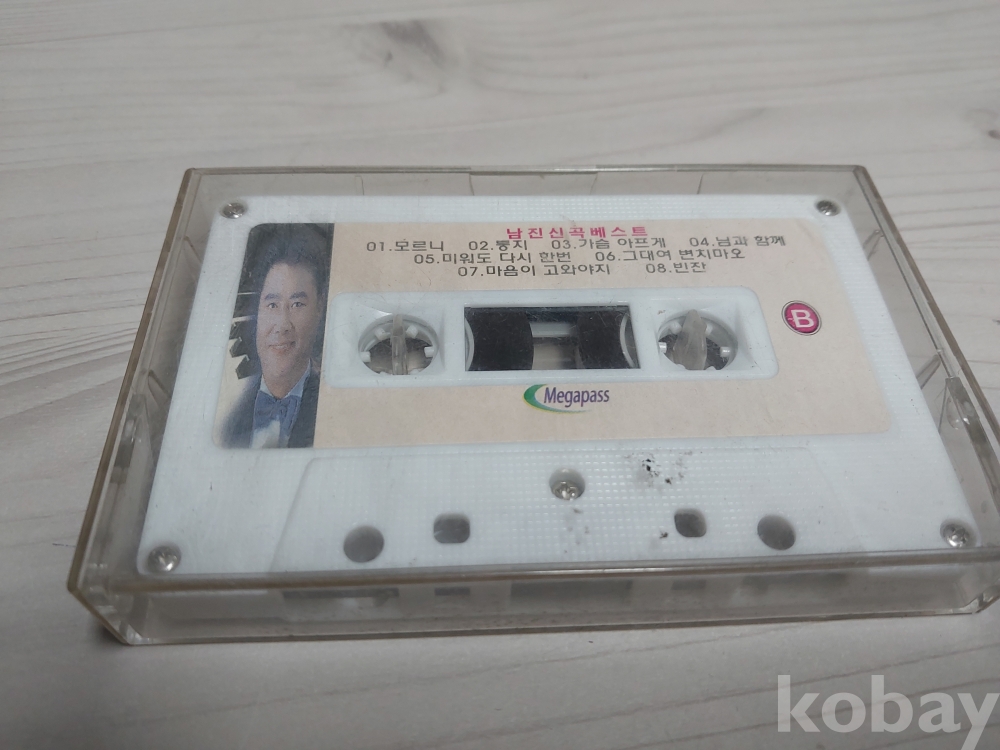 남진신곡베스트
01.모르니 02.둥지 03.가슴 아프게 04.님과 함께
05.미워도 다시 한번 06.그대여 변치마오
07.마음이 고와야지 08.빈잔
B
Megapass
kobay